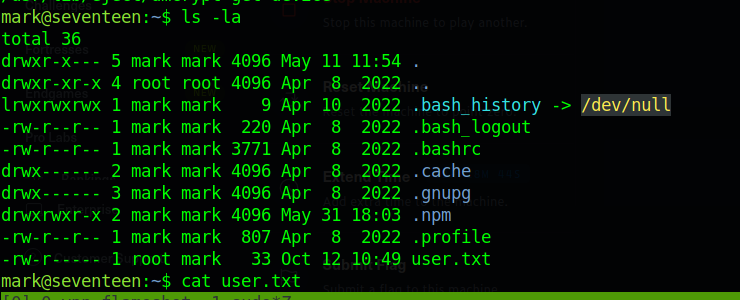 mark@seventeen:~$ ls -la
total 36
drwxr-x--- 5 mark mark 4096 May 11 11:54 .
drwxr-xr-x 4 root root 4096 Apr  8  2022 ..
lrwxrwxrwx 1 mark mark    9 Apr 10  2022 .bash_history -> /dev/null
-rw-r--r-- 1 mark mark  220 Apr  8  2022 .bash_logout
-rw-r--r-- 1 mark mark 3771 Apr  8  2022 .bashrc
drwx------ 2 mark mark 4096 Apr  8  2022 .cache
drwx------ 3 mark mark 4096 Apr  8  2022 .gnupg
drwxrwxr-x 2 mark mark 4096 May 31 18:03 .npm
-rw-r--r-- 1 mark mark  807 Apr  8  2022 .profile
-rw-r----- 1 root mark   33 Oct 12 10:49 user.txt
mark@seventeen:~$ cat user.txt